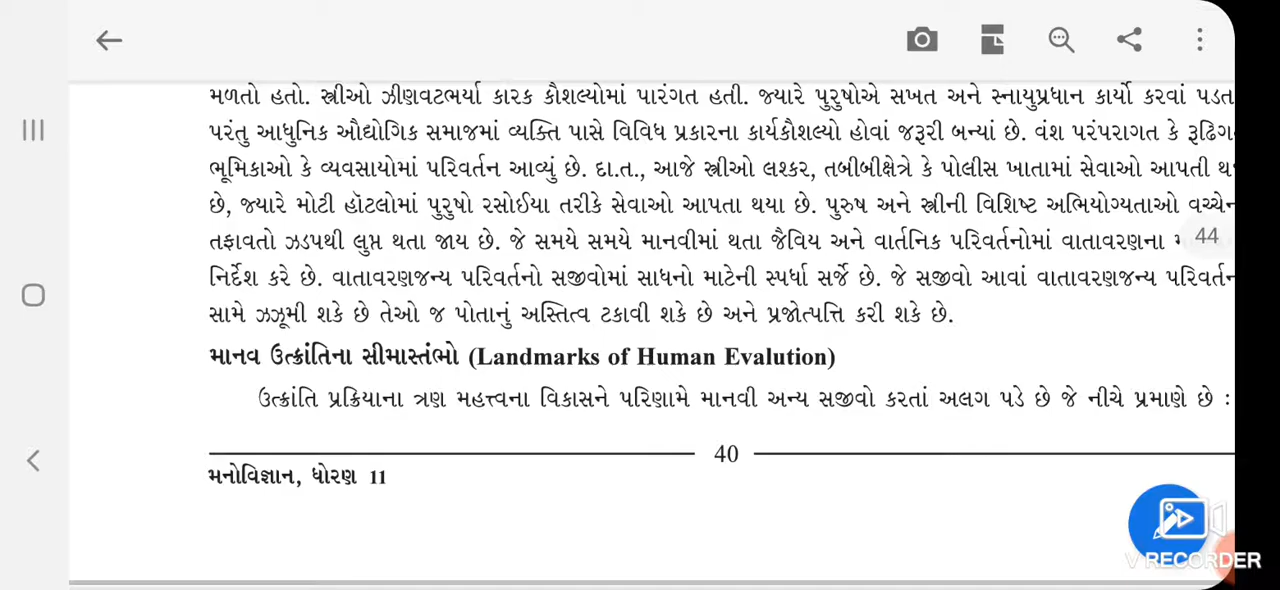 મળતો હતો. સ્ત્રીઓ ઝીણવટભર્યા કારક કૌશલ્યોમાં પારંગત હતી. જ્યારે પુરુષોએ સખત અને સ્નાયુપ્રધાન કાર્યો કરવાં પડત
પરંતુ આધુનિક ઔદ્યોગિક સમાજમાં વ્યક્તિ પાસે વિવિધ પ્રકારના કાર્યકૌશલ્યો હોવાં જરૂરી બન્યાં છે. વંશ પરંપરાગત કે રૂઢિગ
ભૂમિકાઓ કે વ્યવસાયોમાં પરિવર્તન આવ્યું છે. દા.ત., આજે સ્ત્રીઓ લશ્કર, તબીબીક્ષેત્રે કે પોલીસ ખાતામાં સેવાઓ આપતી થ
છે, જ્યારે મોટી હૉટલોમાં પુરુષો રસોઈયા તરીકે સેવાઓ આપતા થયા છે. પુરુષ અને સ્ત્રીની વિશિષ્ટ અભિયોગ્યતાઓ વચ્ચેન
તફાવતો ઝડપથી લુપ્ત થતા જાય છે. જે સમયે સમયે માનવીમાં થતા જૈવિય અને વાર્તનિક પરિવર્તનોમાં વાતાવરણના
44
નિર્દેશ કરે છે. વાતાવરણજન્ય પરિવર્તનો સજીવોમાં સાધનો માટેની સ્પર્ધા સર્જે છે. જે સજીવો આવાં વાતાવરણજન્ય પરિવર્તન
સામે ઝઝૂમી શકે છે તેઓ જ પોતાનું અસ્તિત્વ ટકાવી શકે છે અને પ્રજોત્પત્તિ કરી શકે છે.
માનવ ઉત્ક્રાંતિના સીમાસ્તંભો (Landmarks of Human Evalution)
ઉત્ક્રાંતિ પ્રક્રિયાના ત્રણ મહત્ત્વના વિકાસને પરિણામે માનવી અન્ય સજીવો કરતાં અલગ પડે છે જે નીચે પ્રમાણે છે :
40
મનોવિજ્ઞાન, ધોરણ 11
V RECORDER